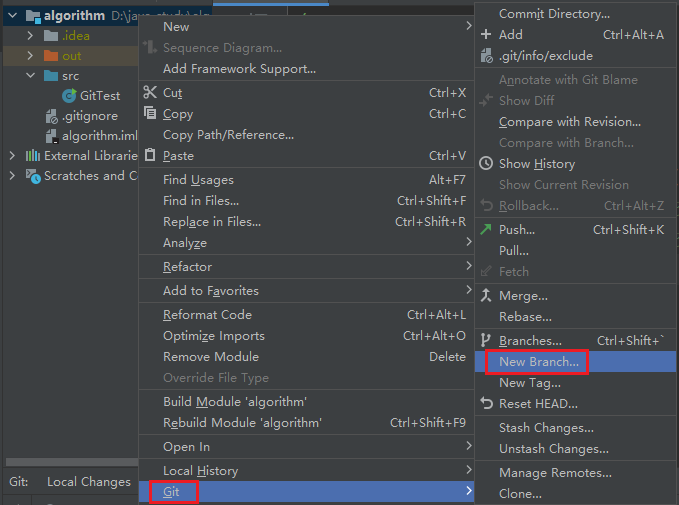 algorithm D:\java-study\alg
.idea
out
src
GitTest
.gitignore
algorithm.iml
External Librarie
Scratches and Co
New
Sequence Diagram...
Add Framework Support...
Cut Ctrl+X
Copy Ctrl+C
Copy Path/Reference...
Paste Ctrl+V
Find Usages Alt+F7
Find in Files... Ctrl+Shift+F
Replace in Files... Ctrl+Shift+R
Analyze
Refactor
Add to Favorites
Reformat Code Ctrl+Alt+L
Optimize Imports Ctrl+Alt+O
Remove Module Delete
Override File Type
Build Module 'algorithm'
Rebuild Module 'algorithm' Ctrl+Shift+F9
Open In
Local History
Git
Commit Directory...
Add Ctrl+Alt+A
.git/info/exclude
Annotate with Git Blame
Show Diff
Compare with Revision...
Compare with Branch...
Show History
Show Current Revision
Rollback... Ctrl+Alt+Z
Push... Ctrl+Shift+K
Pull...
Fetch
Merge...
Rebase...
Branches... Ctrl+Shift+`
New Branch...
New Tag...
Reset HEAD...
Stash Changes...
Unstash Changes...
Manage Remotes...
Clone...
Git: Local Changes